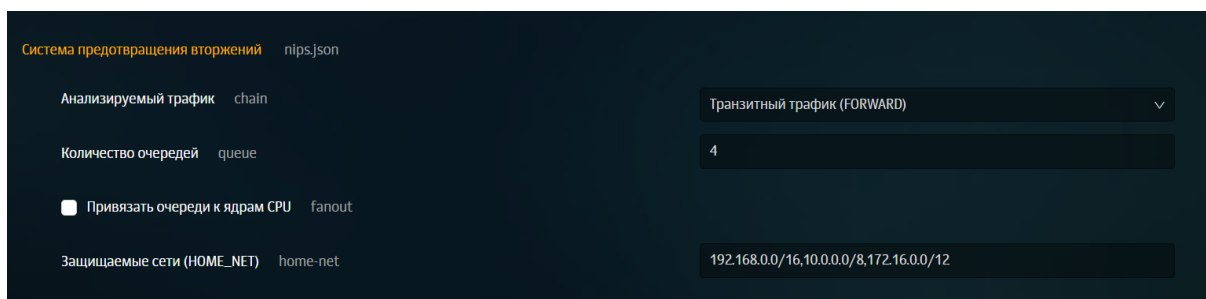 Система предотвращения вторжений nips.json
Анализируемый трафик chain Транзитный трафик (FORWARD)
Количество очередей queue 4
Привязать очереди к ядрам CPU fanout
Защищаемые сети (HOME_NET) home-net 192.168.0.0/16,10.0.0.0/8,172.16.0.0/12